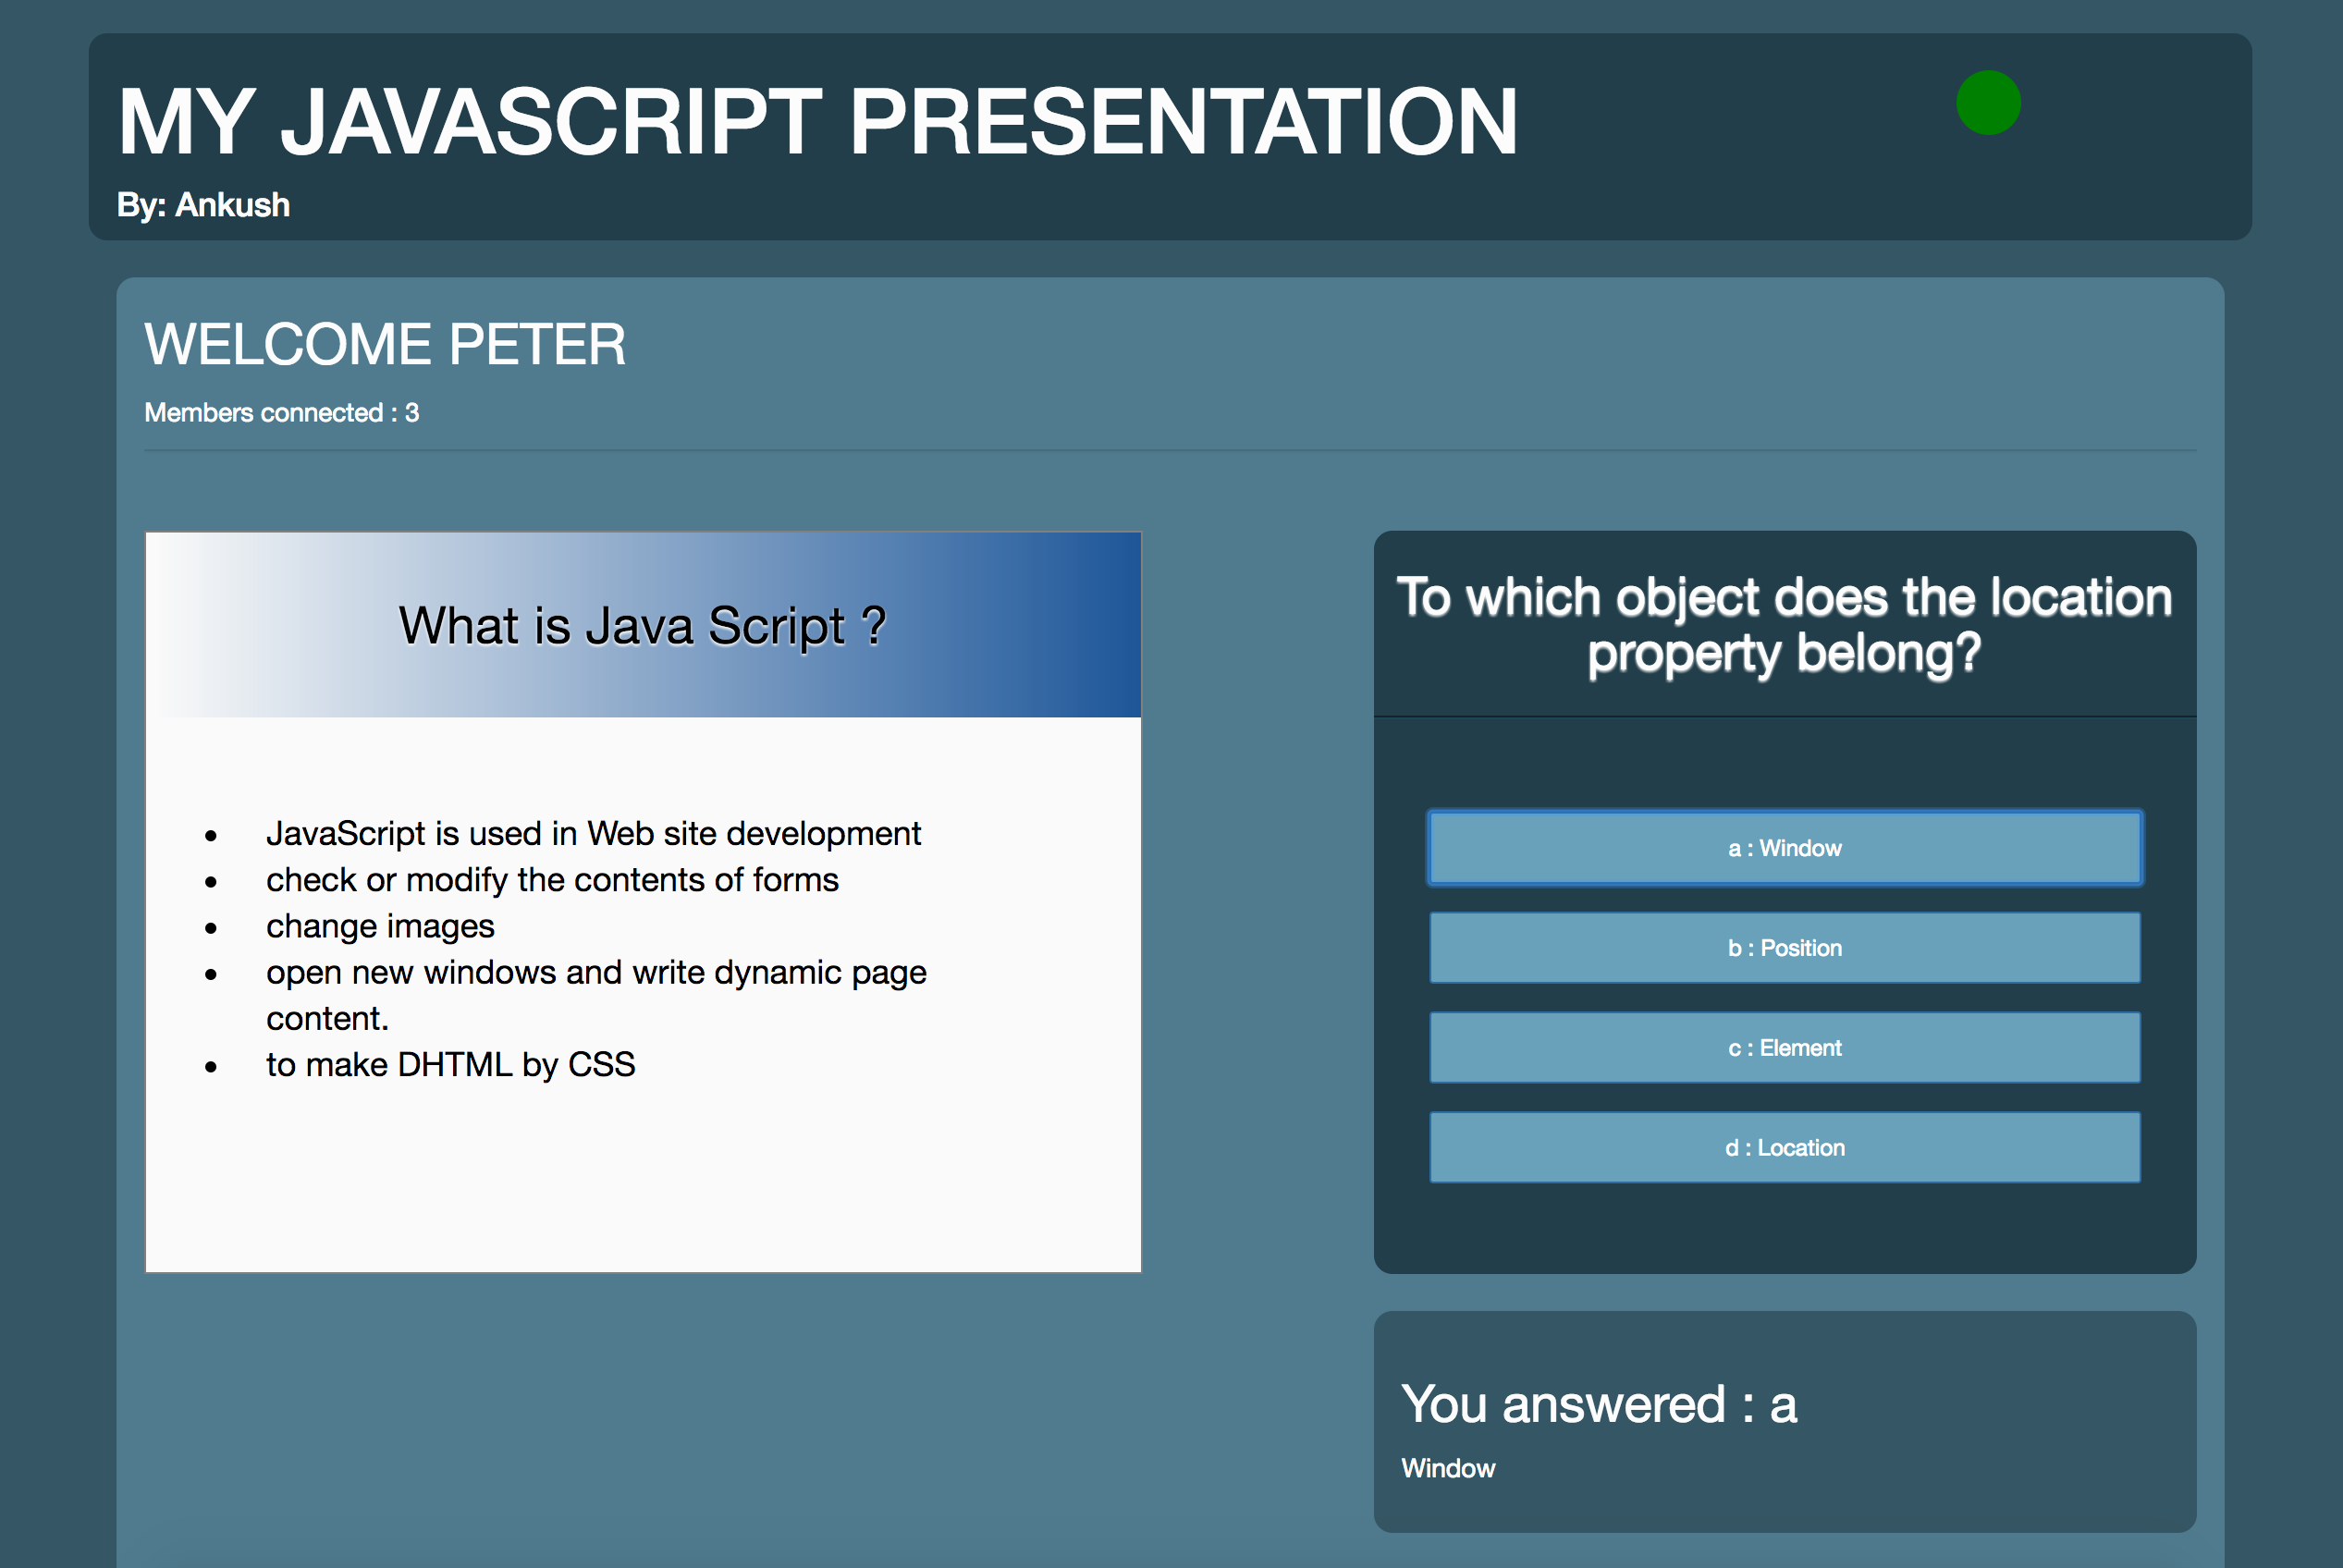 MY JAVASCRIPT PRESENTATION
By: Ankush
WELCOME PETER
Members connected : 3
What is Java Script ?
• JavaScript is used in Web site development
• check or modify the contents of forms
• change images
• open new windows and write dynamic page
content.
• to make DHTML by CSS
To which object does the location
property belong?
a : Window
b : Position
c : Element
d : Location
You answered : a
Window